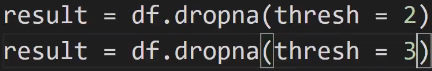 result = df.dropna(thresh = 2)
result = df.dropna(thresh = 3)